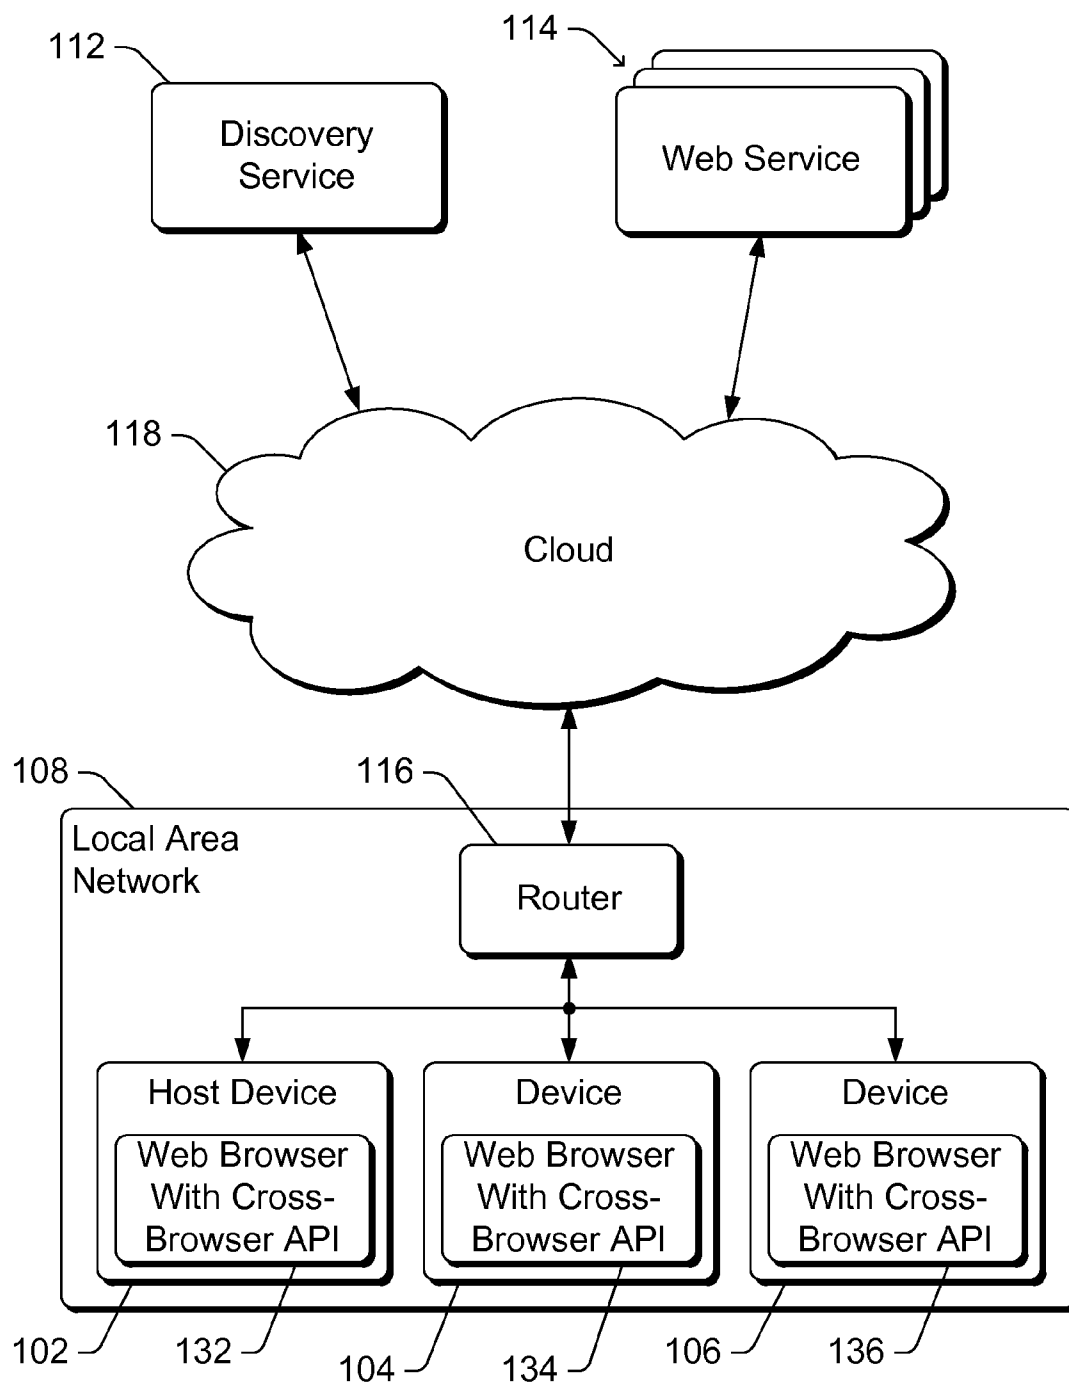 112
114
Discovery
Service
Web Service
118
Cloud
108
116
Local Area
Network
Router
Host Device
Web Browser
With Cross-
Browser API
Device
Web Browser
With Cross-
Browser API
Device
Web Browser
With Cross-
Browser API
102
132
104
134
106
136